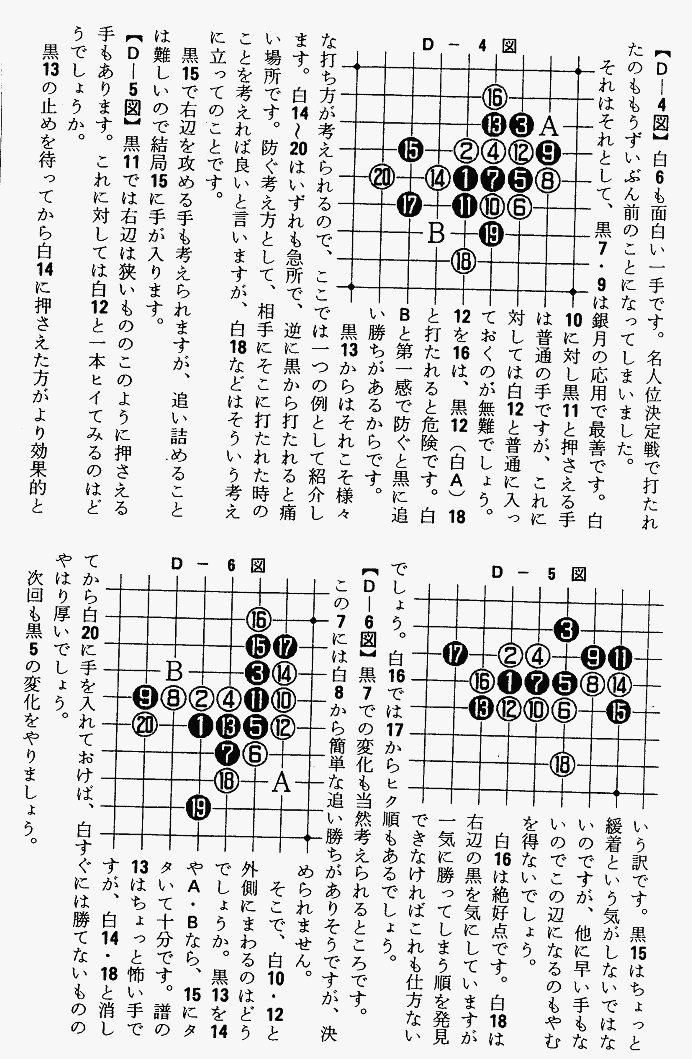 【D—4図】白6も面白い一手です。名人位決定戦で打たれ
たのももうずいぶん前のことになってしまいました。
それはそれとして、黒7・9は銀月の応用で最善です。白
10に対し黒11と押さえる手
は普通の手ですが、これに
対しては白12と普通に入っ
ておくのが無難でしょう。
12を16は、黒12（白A）18
と打たれると危険です。白
Bと第一感で防ぐと黒に追
い勝ちがあるからです。
黒13からはそれこそ様々
D—4図
⑯
⓭❸A
⓯②④⑫❾
⑳⑭❶❼❺⑧
⓱⓫⑩⑥
B⓳
⑱
な打ち方が考えられるので、ここでは一つの例として紹介し
ます。白14〜20はいずれも急所で、逆に黒から打たれると痛
い場所です。防ぐ考え方として、相手にそこに打たれた時の
ことを考えれば良いと言いますが、白18などはそういう考え
に立ってのことです。
黒15で右辺を攻める手も考えられますが、追い詰めること
は難しいので結局15に手が入ります。
【D—5図】黒11では右辺は狭いもののこのように押さえる
手もあります。これに対しては白12と一本ヒイてみるのはど
うでしょうか。
黒13の止めを待ってから白14に押さえた方がより効果的と
D—5図
❸
⓱②④❾⓫
⑯❶❼❺⑧⑭
⓭⑫⑩⑥⓯
⑱
いう訳です。黒15はちょっと
緩着という気がしないではな
いのですが、他に早い手もな
いのでこの辺になるのもやむ
を得ないでしょう。
白16は絶好点です。白18は
右辺の黒を気にしていますが
一気に勝ってしまう順を発見
できなければこれも仕方ない
でしょう。白16では17からヒク順もあるでしょう。
【D—6図】黒7での変化も当然考えられるところです。
この7には白8から簡単な追い勝ちがありそうですが、決
められません。
そこで、白10・12と
外側にまわるのはどう
でしょうか。黒13を14
やA・Bなら、15にタ
タいて十分です。譜の
13はちょっと怖い手で
すが、白14・18と消し
D—6図
⑯
⓯⓱
B❸⑭
❾⑧②④⓫⑩
⑳❶⓭❺⑫
❼⑥
⑱A
⓳
てから白20に手を入れておけば、白すぐには勝てないものの
やはり厚いでしょう。
次回も黒5の変化をやりましょう。